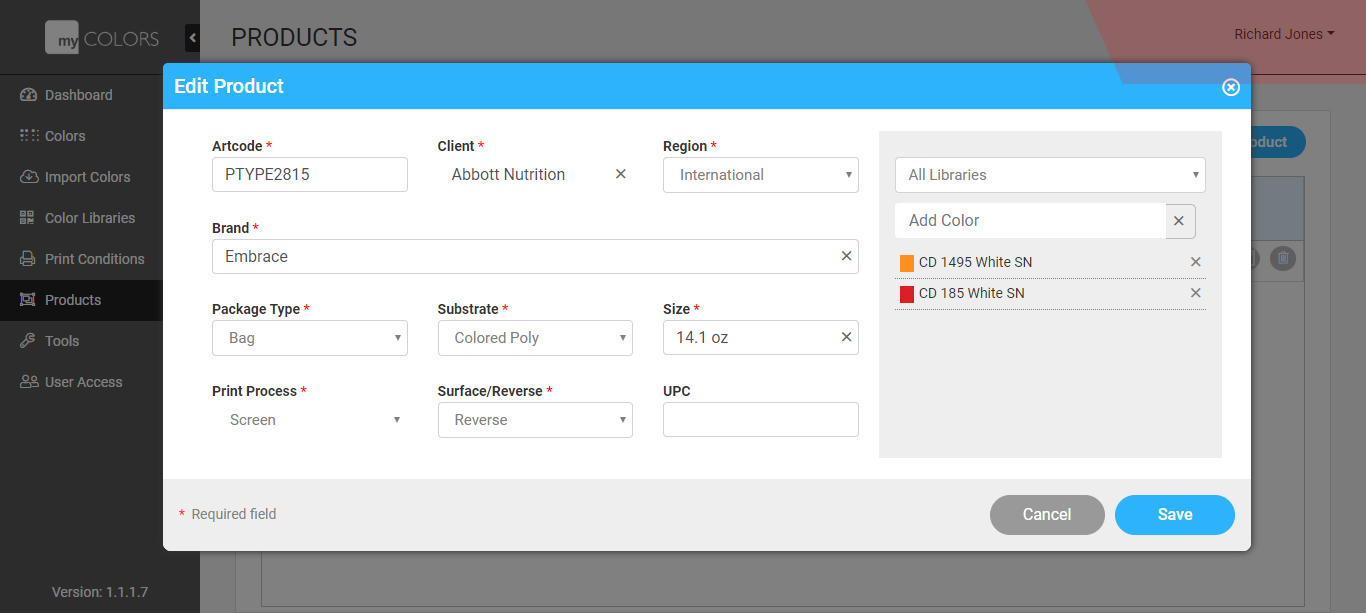 my COLORS
PRODUCTS
Richard Jones
Dashboard
Colors
Import Colors
Color Libraries
Print Conditions
Products
Tools
User Access
Version: 1.1.1.7
Edit Product
Artcode *
PTYPE2815
Client *
Abbott Nutrition
Region *
International
Brand *
Embrace
Package Type *
Bag
Substrate *
Colored Poly
Size *
14.1 oz
Print Process *
Screen
Surface/Reverse *
Reverse
UPC
All Libraries
Add Color
CD 1495 White SN
CD 185 White SN
* Required field
Cancel
Save